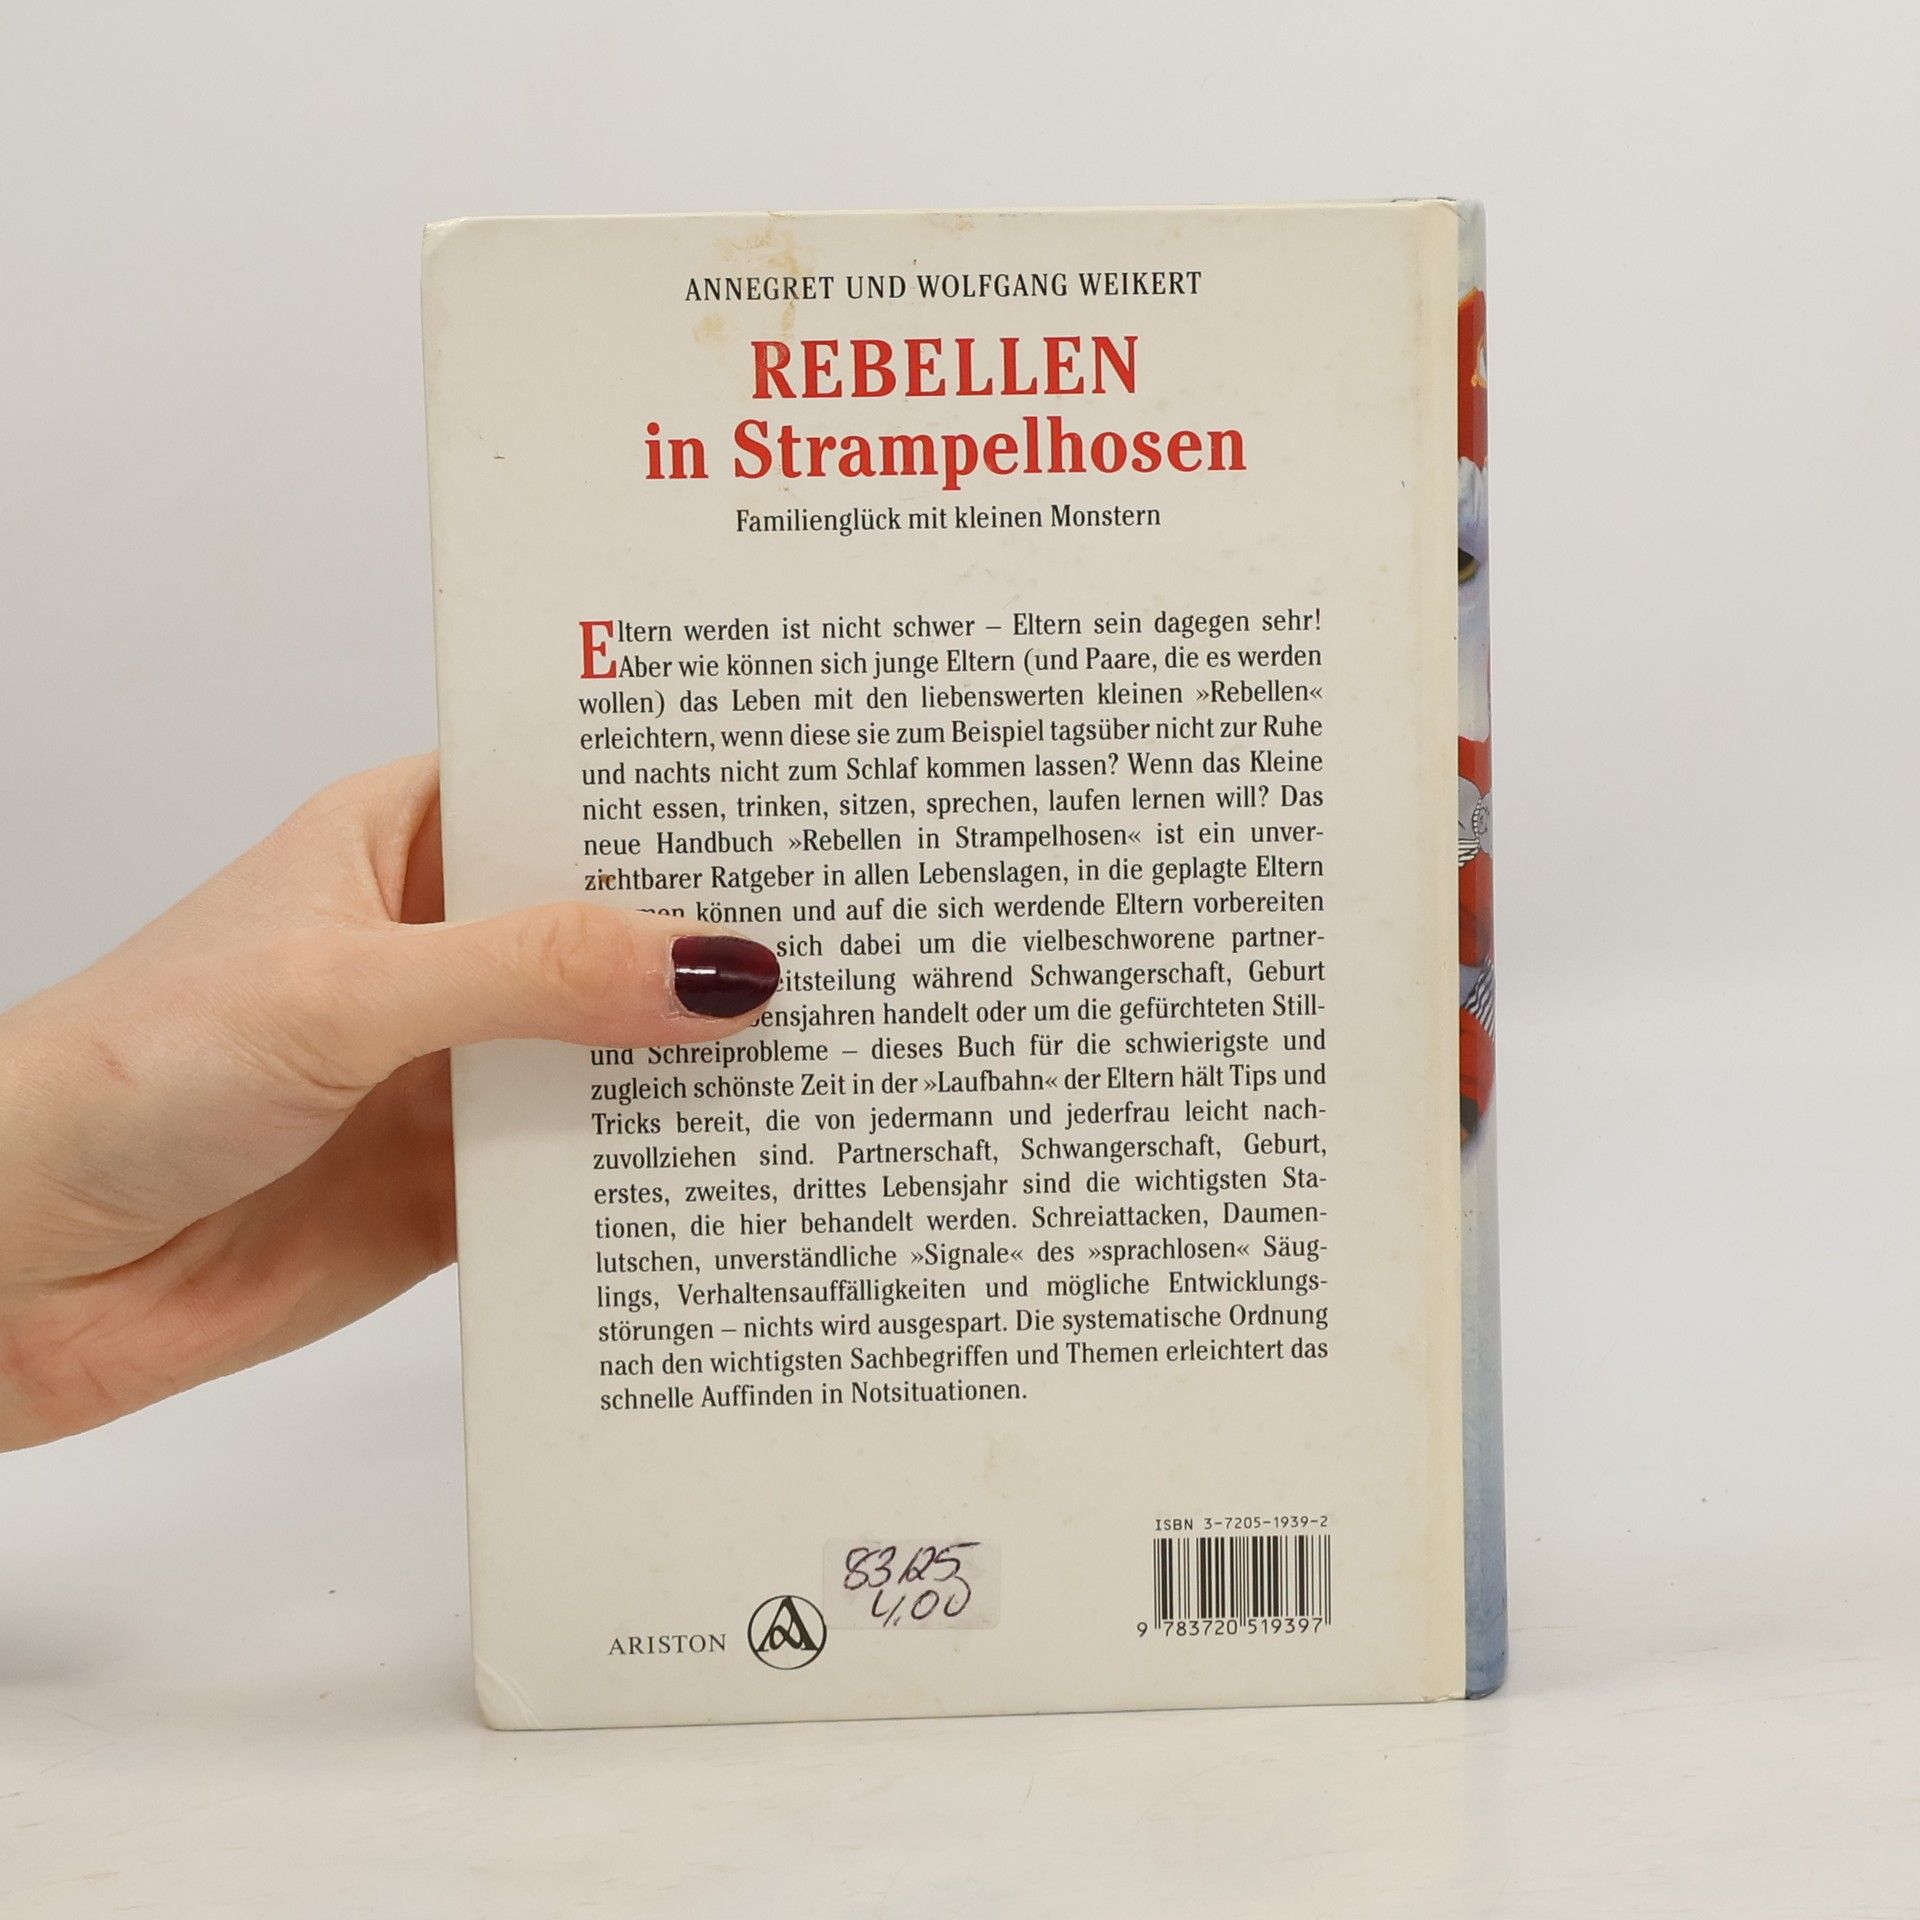 ANNEGRET UND WOLFGANG WEIKERT
REBELLEN
in Strampelhosen
Familienglück mit kleinen Monstern
Eltern werden ist nicht schwer – Eltern sein dagegen sehr!
Aber wie können sich junge Eltern (und Paare, die es werden
wollen) das Leben mit den liebenswerten kleinen »Rebellen«
erleichtern, wenn diese sie zum Beispiel tagsüber nicht zur Ruhe
und nachts nicht zum Schlaf kommen lassen? Wenn das Kleine
nicht essen, trinken, sitzen, sprechen, laufen lernen will? Das
neue Handbuch »Rebellen in Strampelhosen« ist ein unver-
zichtbarer Ratgeber in allen Lebenslagen, in die geplagte Eltern
können und auf die sich werdende Eltern vorbereiten
sich dabei um die vielbeschworene partner-
eitsteilung während Schwangerschaft, Geburt
bensjahren handelt oder um die gefürchteten Still-
und Schreiprobleme – dieses Buch für die schwierigste und
zugleich schönste Zeit in der »Laufbahn« der Eltern hält Tips und
Tricks bereit, die von jedermann und jederfrau leicht nach-
zuvollziehen sind. Partnerschaft, Schwangerschaft, Geburt,
erstes, zweites, drittes Lebensjahr sind die wichtigsten Sta-
tionen, die hier behandelt werden. Schreiattacken, Daumen-
lutschen, unverständliche »Signale« des »sprachlosen« Säug-
lings, Verhaltensauffälligkeiten und mögliche Entwicklungs-
störungen – nichts wird ausgespart. Die systematische Ordnung
nach den wichtigsten Sachbegriffen und Themen erleichtert das
schnelle Auffinden in Notsituationen.
ISBN 3-7205-1939-2
4,00
ARISTON
9 783720 519397